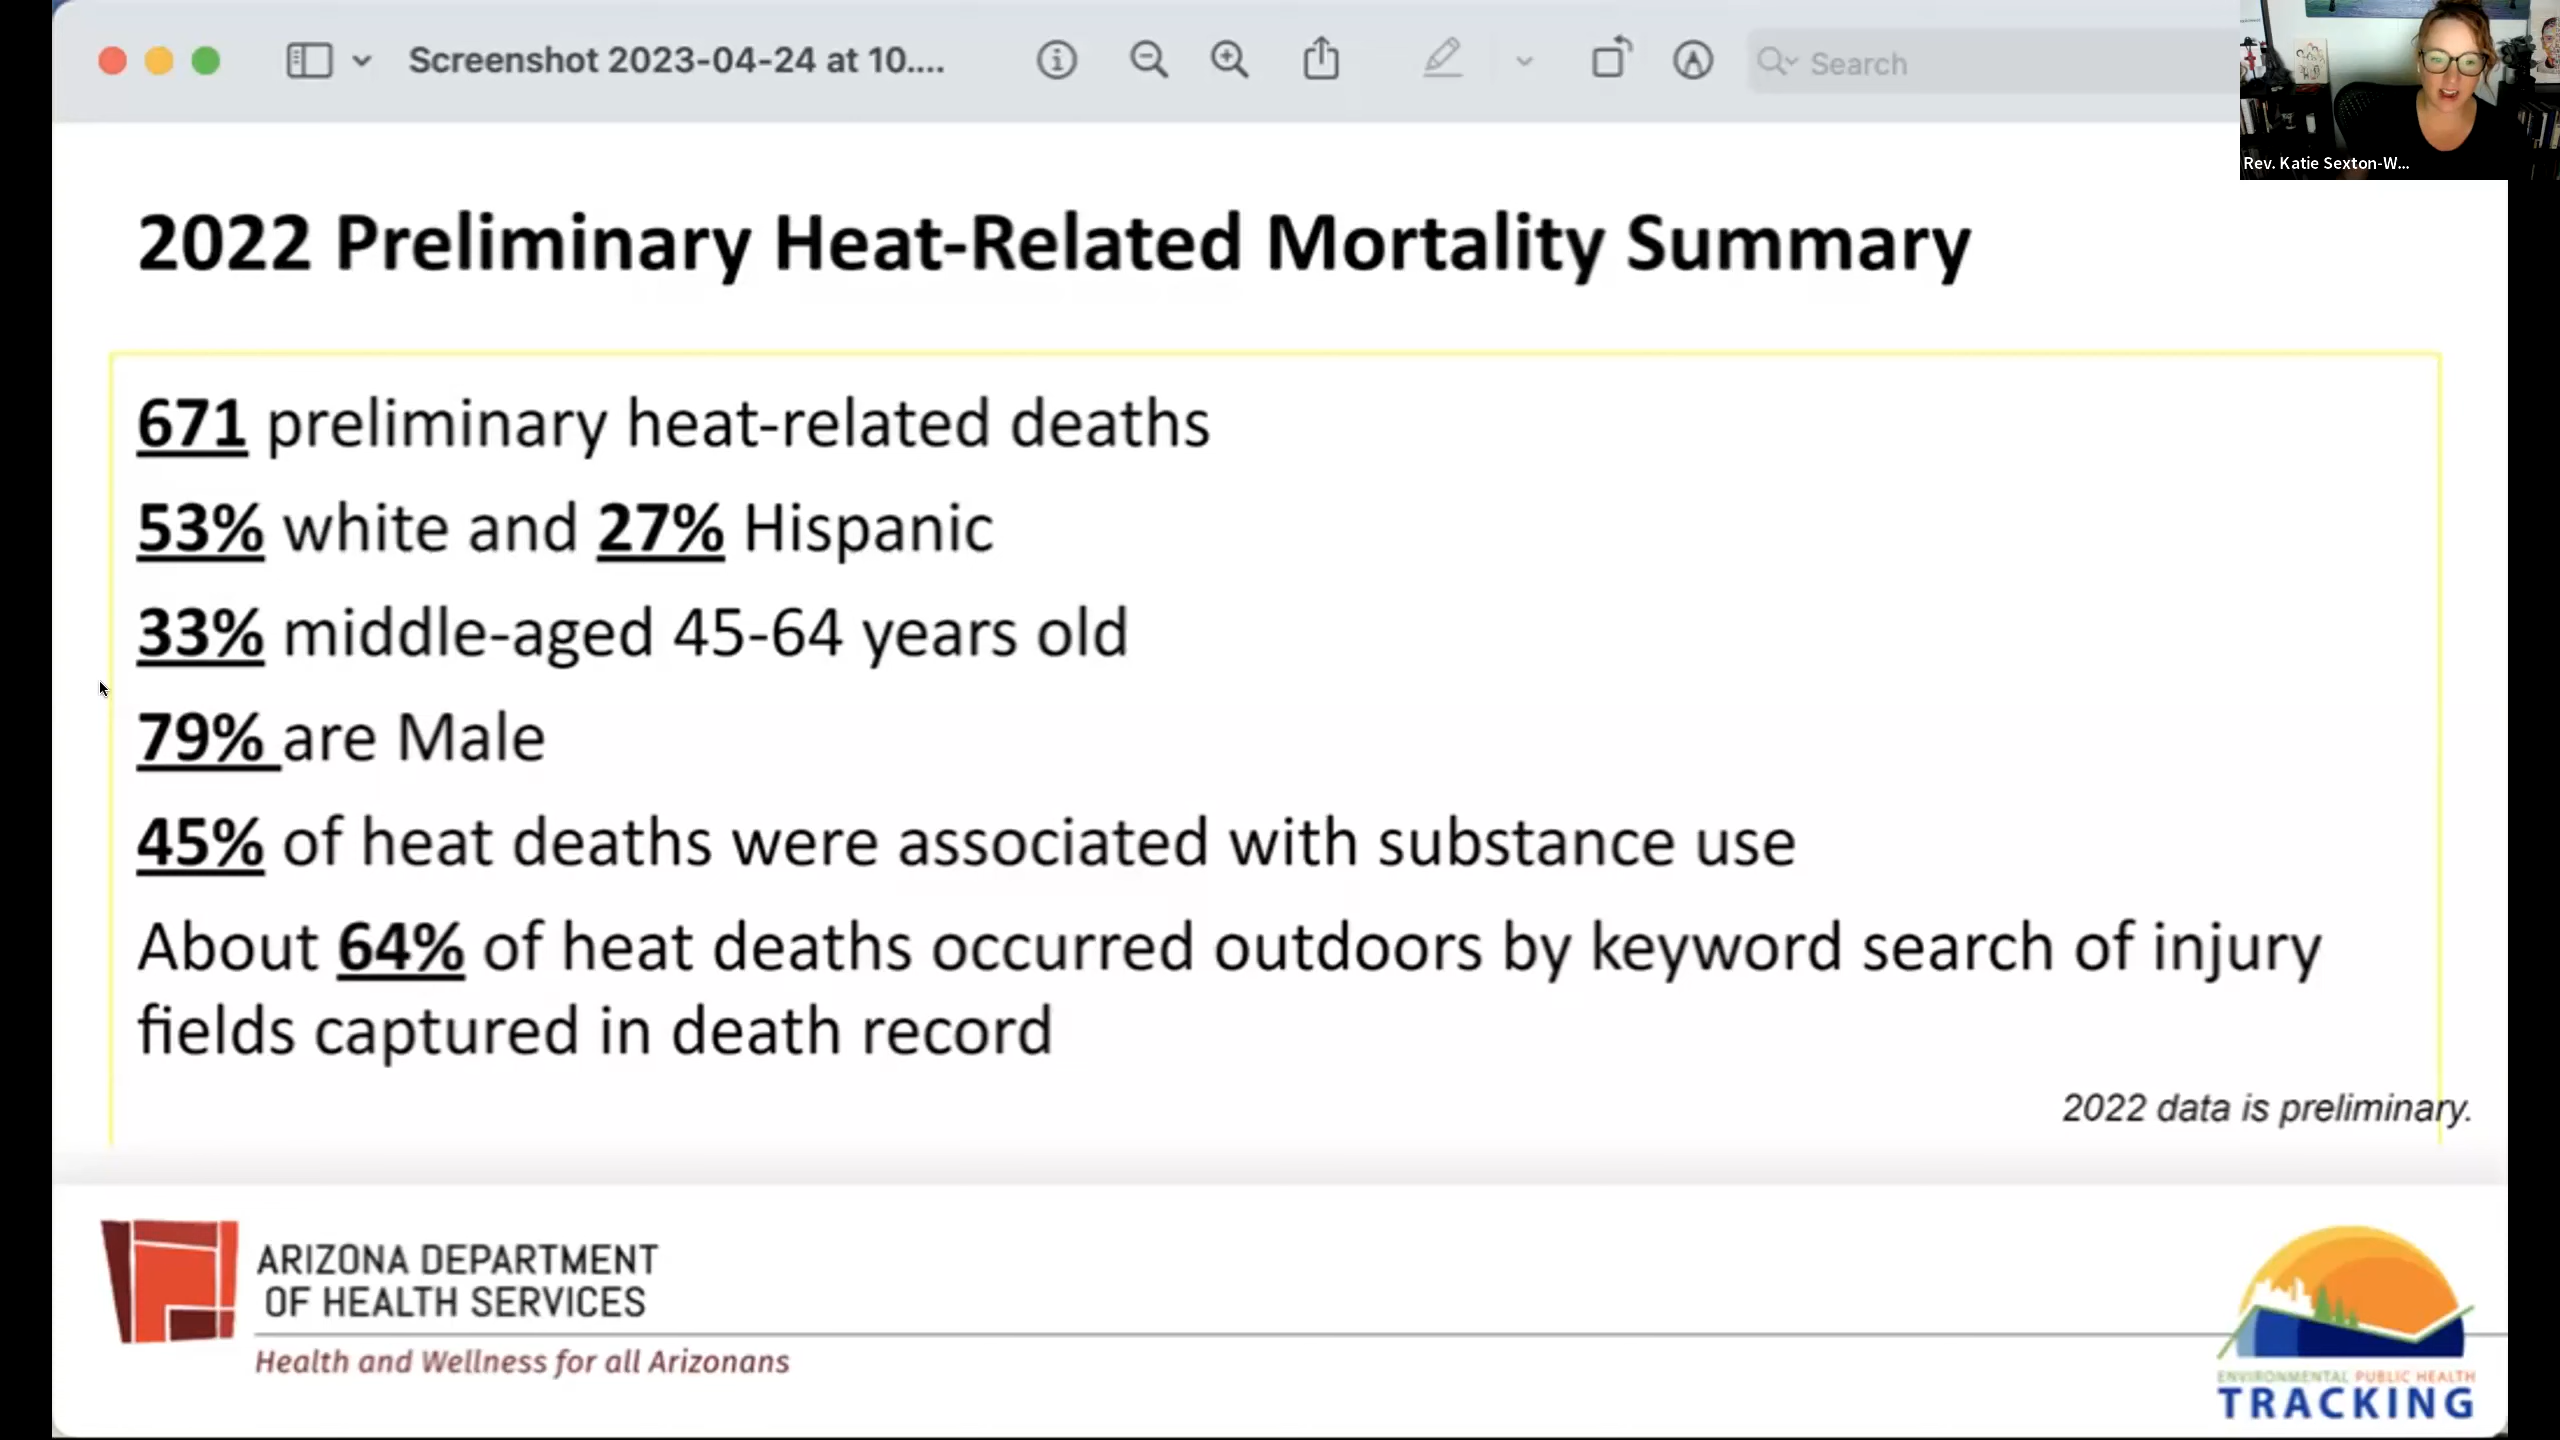 Screenshot 2023-04-24 at 10....
Search
Rev. Katie Sexton-W...
2022 Preliminary Heat-Related Mortality Summary
671 preliminary heat-related deaths
53% white and 27% Hispanic
33% middle-aged 45-64 years old
79% are Male
45% of heat deaths were associated with substance use
About 64% of heat deaths occurred outdoors by keyword search of injury
fields captured in death record
2022 data is preliminary.
ARIZONA DEPARTMENT
OF HEALTH SERVICES
Health and Wellness for all Arizonans
ENVIRONMENTAL PUBLIC HEALTH
TRACKING